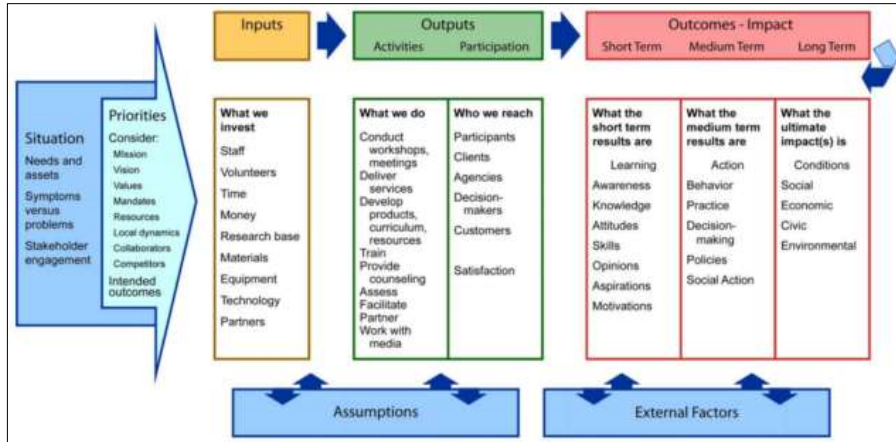 Inputs
Outputs
Activities Participation
Outcomes - Impact
Short Term Medium Term Long Term
Situation
Needs and
assets
Symptoms
versus
problems
Stakeholder
engagement
Priorities
Consider:
MIssion
Vision
Values
Mandates
Resources
Local dynamics
Collaborators
Competitors
Intended
outcomes
What we
invest
Staff
Volunteers
Time
Money
Research base
Materials
Equipment
Technology
Partners
What we do
Conduct
workshops,
meetings
Deliver
services
Develop
products,
curriculum,
resources
Train
Provide
counseling
Assess
Facilitate
Partner
Work with
media
Who we reach
Participants
Clients
Agencies
Decision-
makers
Customers
Satisfaction
What the
short term
results are
Learning
Awareness
Knowledge
Attitudes
Skills
Opinions
Aspirations
Motivations
What the
medium term
results are
Action
Behavior
Practice
Decision-
making
Policies
Social Action
What the
ultimate
impact(s) is
Conditions
Social
Economic
Civic
Environmental
Assumptions
External Factors